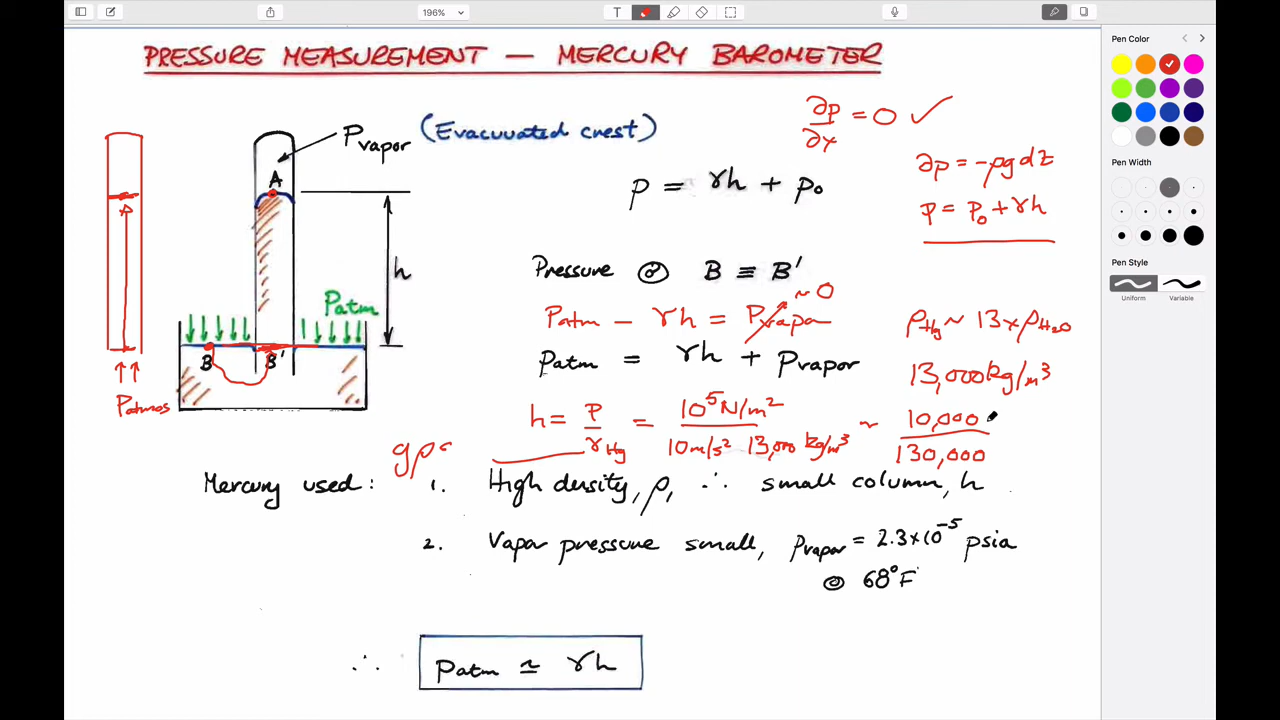 196%
T
Pen Color
PRESSURE MEASUREMENT — MERCURY BAROMETER
Pen Width
Pen Style
Uniform Variable
Pvapor (Evacuated crest)
A
h
Patm
B B'
Patmos
∂p/∂x = 0 ✓
∂p = -ρg dz
p = γh + p₀
P = P₀ + γh
Pressure @ B ≡ B'
Patm - γh = Pvapor ~ 0
ρHg ~ 13 x ρH2O
Patm = γh + Pvapor
13,000 kg/m³
h = P/γHg = 10⁵ N/m² / 10 m/s² 13,000 kg/m³ ~ 10,000 / 130,000
Mercury used: 1. High density, ρ, ∴ small column, h
2. Vapor pressure small, Pvapor = 2.3x10⁻⁵ psia
@ 68°F
∴ Patm ≃ γh